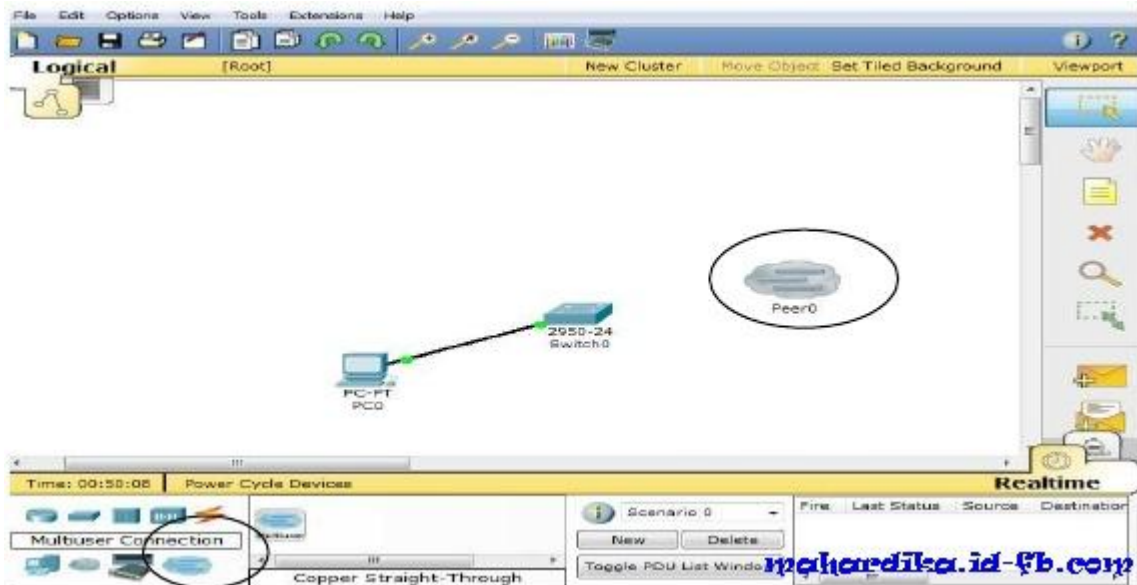 File Edit Options View Tools Extensions Help
Logical [Root] New Cluster Move Object Set Tiled Background Viewport
Peer0
2950-24
Switch0
PC-PT
PC0
Time: 00:50:08 Power Cycle Devices Realtime
Fire Last Status Source Destination
Scenario 0
Multiuser Connection
Multiuser
New Delete
Toggle PDU List Window
Copper Straight-Through
mahardika.id-fb.com